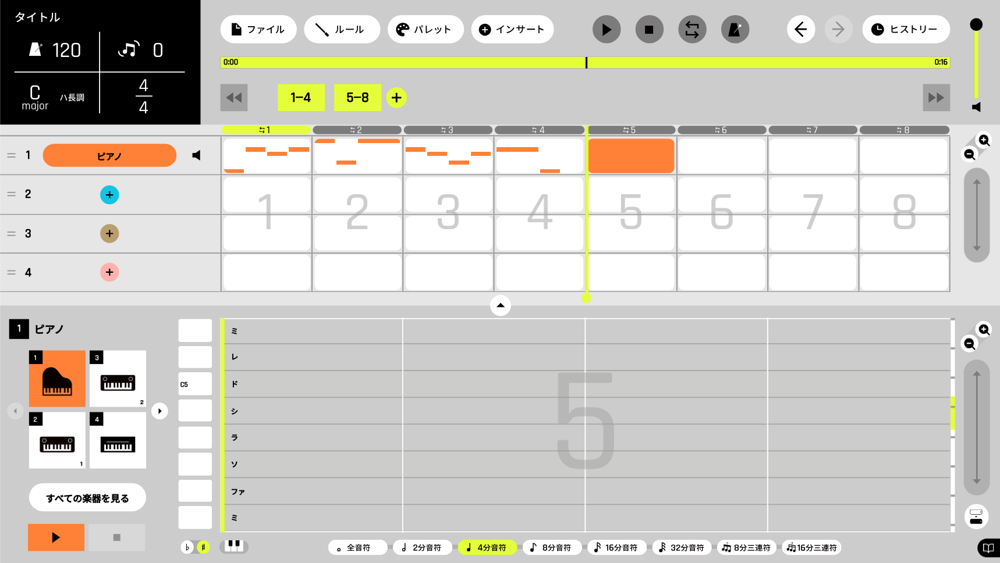 タイトル
120
0
C
major
ハ長調
4
4
ファイル
ルール
パレット
インサート
ヒストリー
0:00
0:16
1–4
5–8
1
2
3
4
5
6
7
8
1
ピアノ
2
3
4
1
2
3
4
5
6
7
8
1
ピアノ
1
3
2
2
1
4
すべての楽器を見る
C5
ミ
レ
ド
シ
ラ
ソ
ファ
ミ
5
♭
♯
全音符
2分音符
4分音符
8分音符
16分音符
32分音符
8分三連符
16分三連符